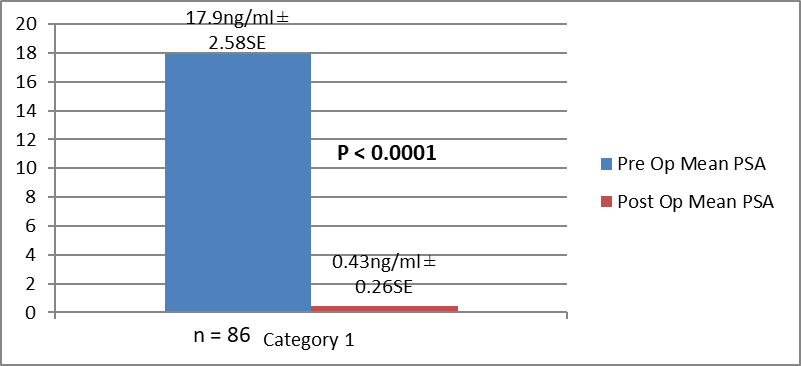 17.9ng/ml ±
2.58SE
20
18
16
14
12
10
8
6
4
2
0
P < 0.0001
0.43ng/ml ±
0.26SE
n = 86
Category 1
Pre Op Mean PSA
Post Op Mean PSA